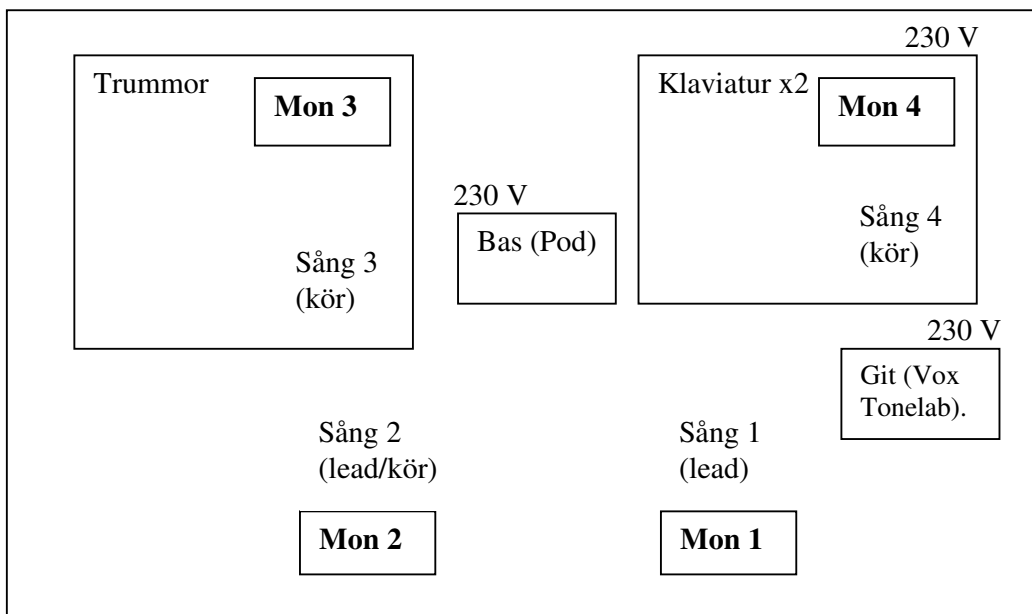 230 V
Trummor
Mon 3
Klaviatur x2
Mon 4
230 V
Bas (Pod)
Sång 3
(kör)
Sång 4
(kör)
230 V
Git (Vox
Tonelab).
Sång 2
(lead/kör)
Sång 1
(lead)
Mon 2
Mon 1